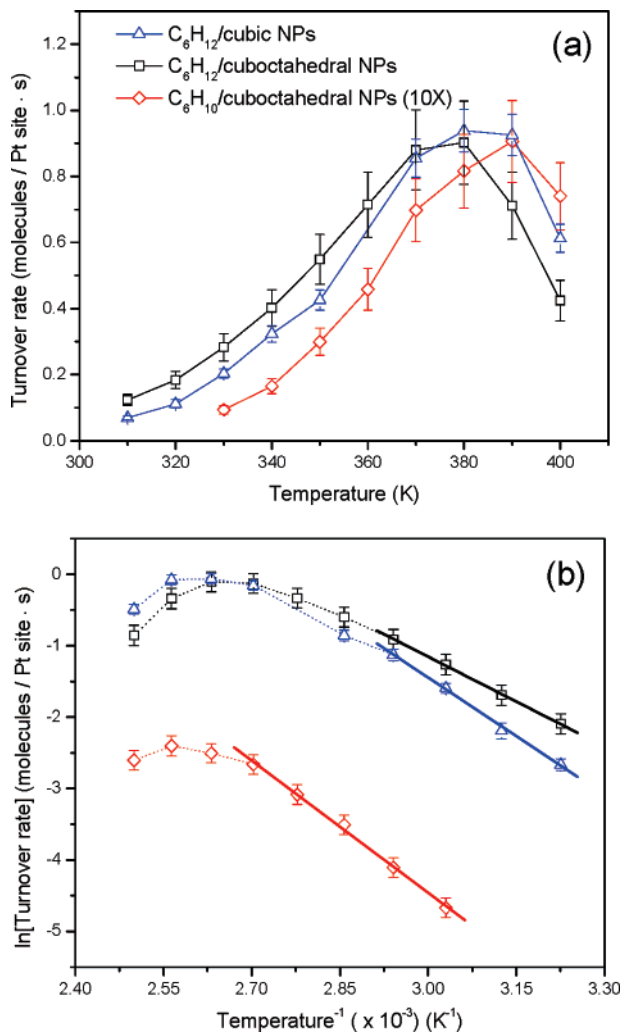 (a)
C₆H₁₂/cubic NPs
C₆H₁₂/cuboctahedral NPs
C₆H₁₀/cuboctahedral NPs (10X)
Turnover rate (molecules / Pt site · s)
1.2
1.0
0.8
0.6
0.4
0.2
0.0
300 320 340 360 380 400
Temperature (K)
(b)
ln[Turnover rate] (molecules / Pt site · s)
0
-1
-2
-3
-4
-5
2.40 2.55 2.70 2.85 3.00 3.15 3.30
Temperature⁻¹ ( x 10⁻³) (K⁻¹)